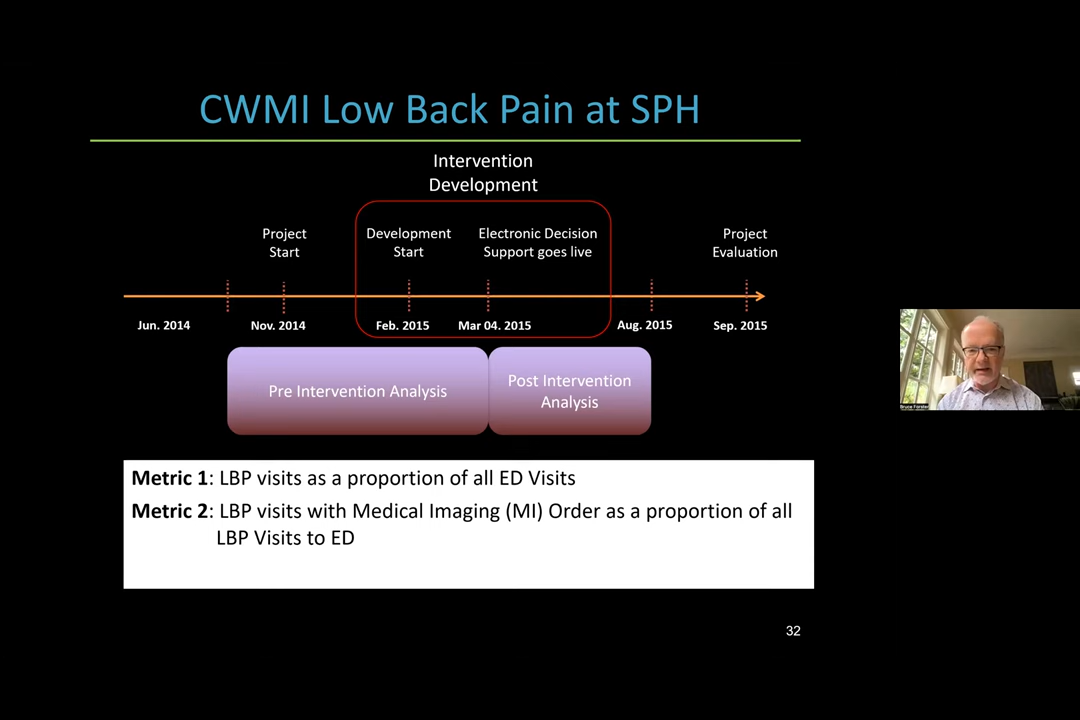 CWMI Low Back Pain at SPH
Intervention
Development
Project
Start
Development
Start
Electronic Decision
Support goes live
Project
Evaluation
Jun. 2014
Nov. 2014
Feb. 2015
Mar 04. 2015
Aug. 2015
Sep. 2015
Pre Intervention Analysis
Post Intervention
Analysis
Metric 1: LBP visits as a proportion of all ED Visits
Metric 2: LBP visits with Medical Imaging (MI) Order as a proportion of all
LBP Visits to ED
Bruce Forster
32